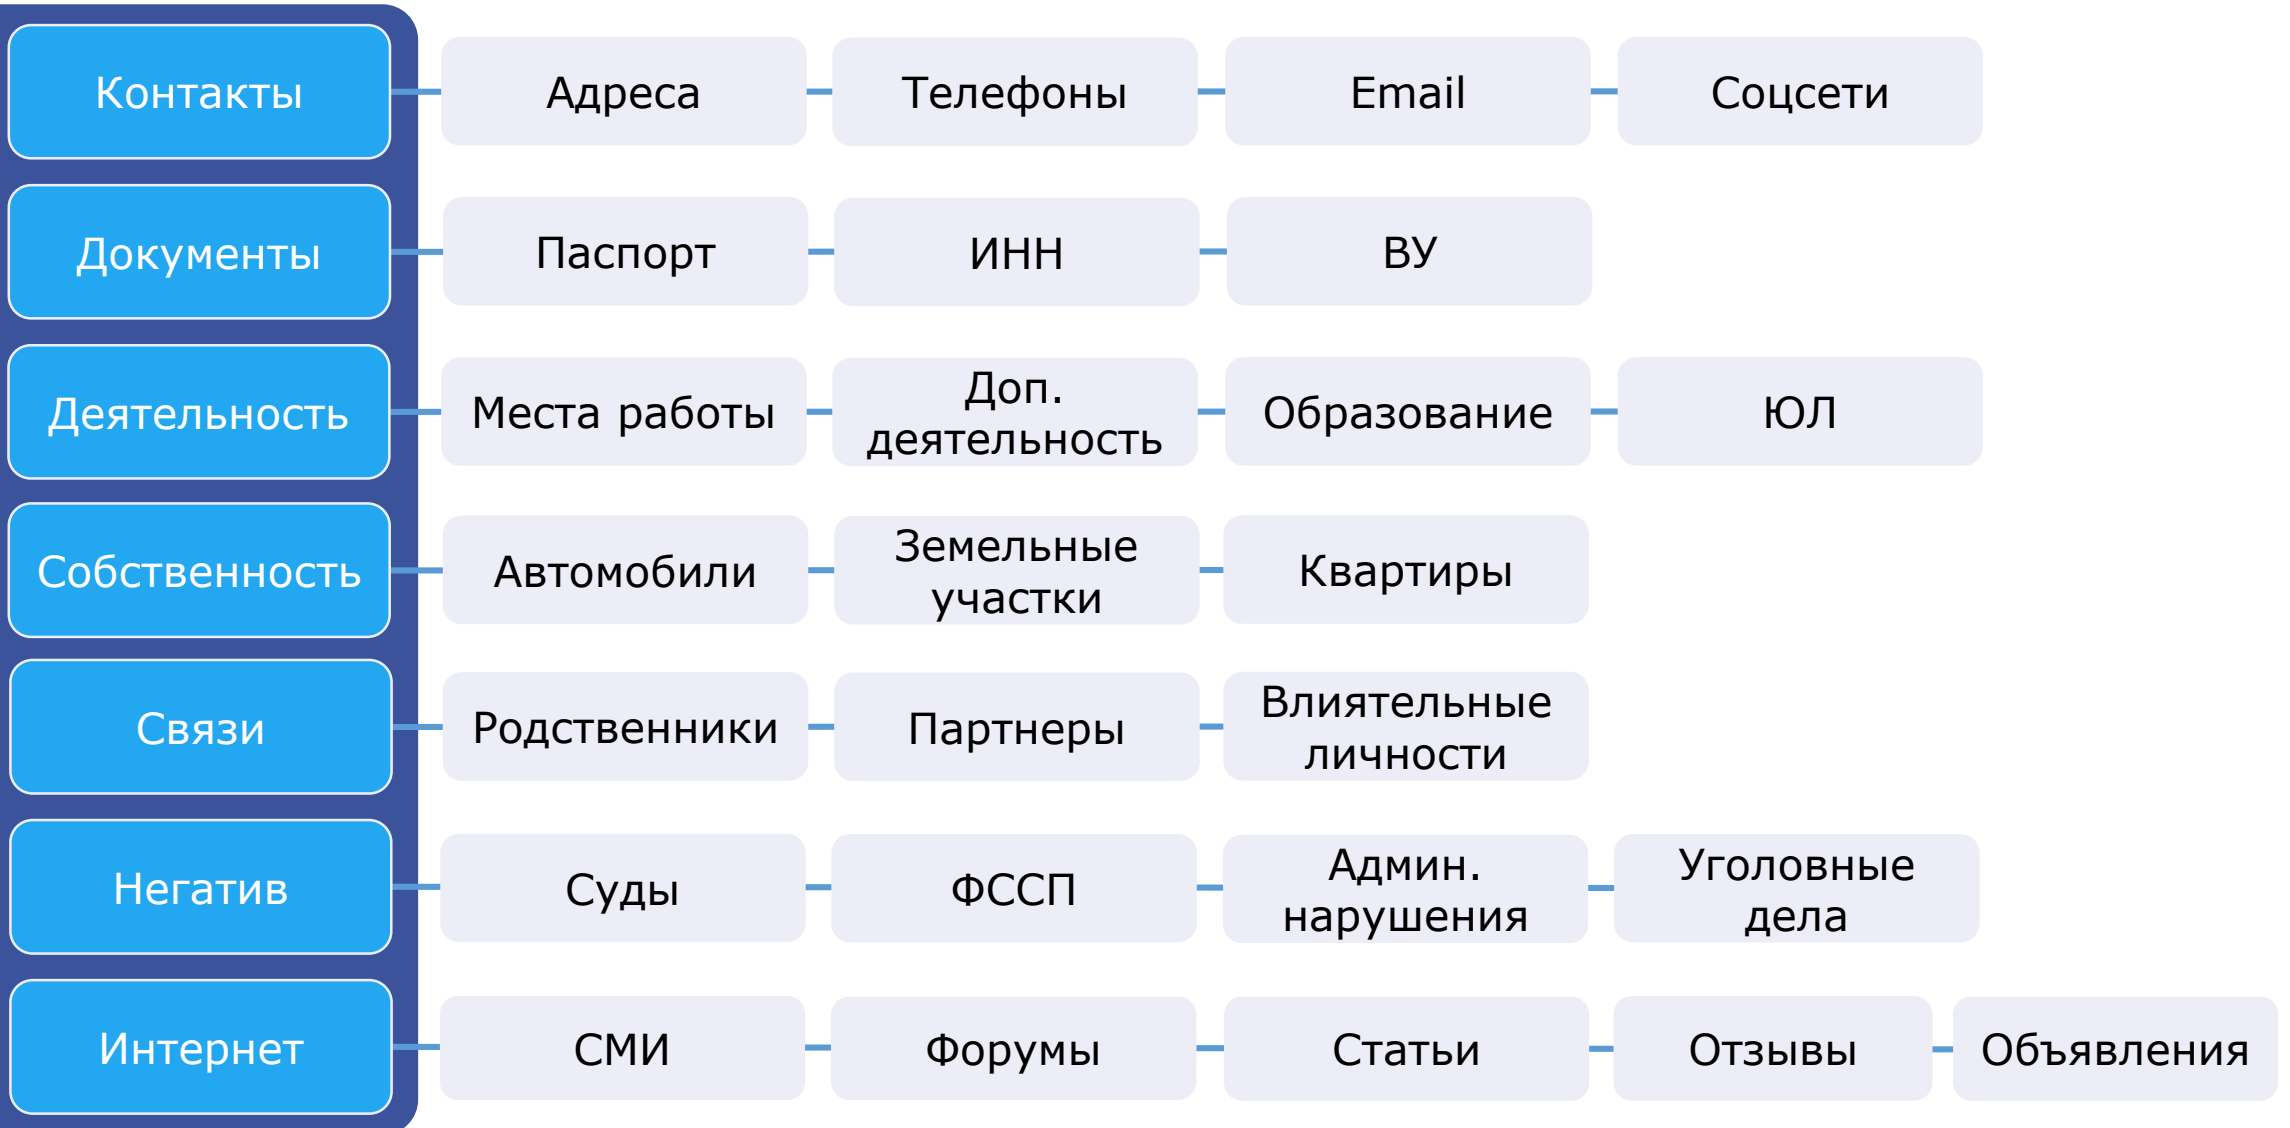 Контакты
Адреса
Телефоны
Email
Соцсети
Документы
Паспорт
ИНН
ВУ
Деятельность
Места работы
Доп.
деятельность
Образование
ЮЛ
Собственность
Автомобили
Земельные
участки
Квартиры
Связи
Родственники
Партнеры
Влиятельные
личности
Негатив
Суды
ФССП
Админ.
нарушения
Уголовные
дела
Интернет
СМИ
Форумы
Статьи
Отзывы
Объявления